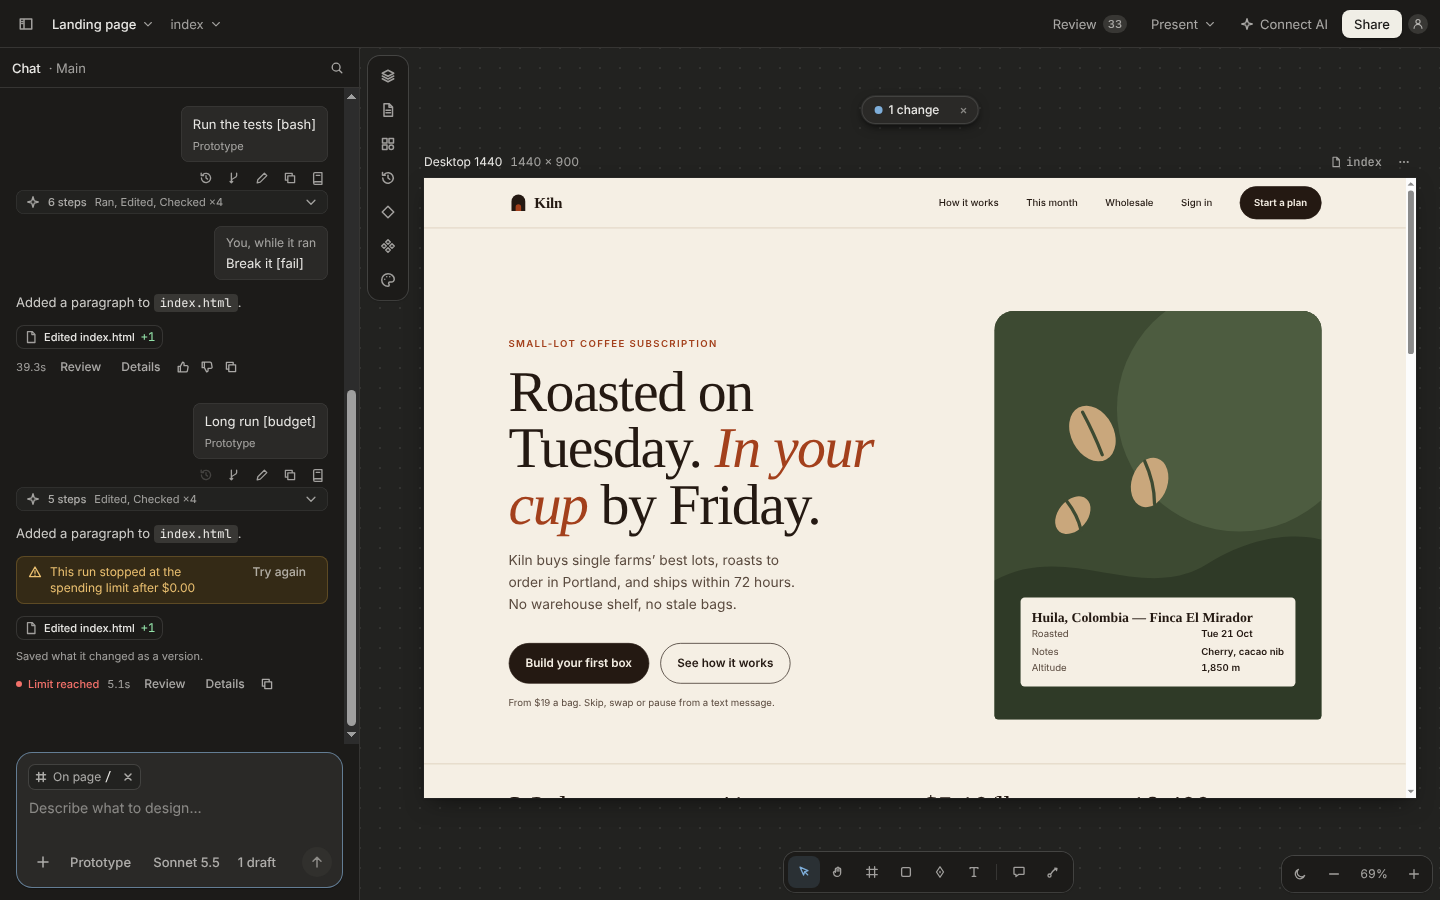 Landing page
index
Review 33
Present
Connect AI
Share
Chat · Main
Run the tests [bash]
Prototype
6 steps Ran, Edited, Checked ×4
You, while it ran
Break it [fail]
Added a paragraph to index.html.
Edited index.html +1
39.3s Review Details
Long run [budget]
Prototype
5 steps Edited, Checked ×4
Added a paragraph to index.html.
This run stopped at the
spending limit after $0.00
Try again
Edited index.html +1
Saved what it changed as a version.
Limit reached 5.1s Review Details
On page /
Describe what to design...
Prototype Sonnet 5.5 1 draft
1 change ×
Desktop 1440 1440 × 900
index
Kiln
How it works This month Wholesale Sign in Start a plan
SMALL-LOT COFFEE SUBSCRIPTION
Roasted on
Tuesday. In your
cup by Friday.
Kiln buys single farms’ best lots, roasts to
order in Portland, and ships within 72 hours.
No warehouse shelf, no stale bags.
Build your first box See how it works
From $19 a bag. Skip, swap or pause from a text message.
Huila, Colombia — Finca El Mirador
Roasted Tue 21 Oct
Notes Cherry, cacao nib
Altitude 1,850 m
69%